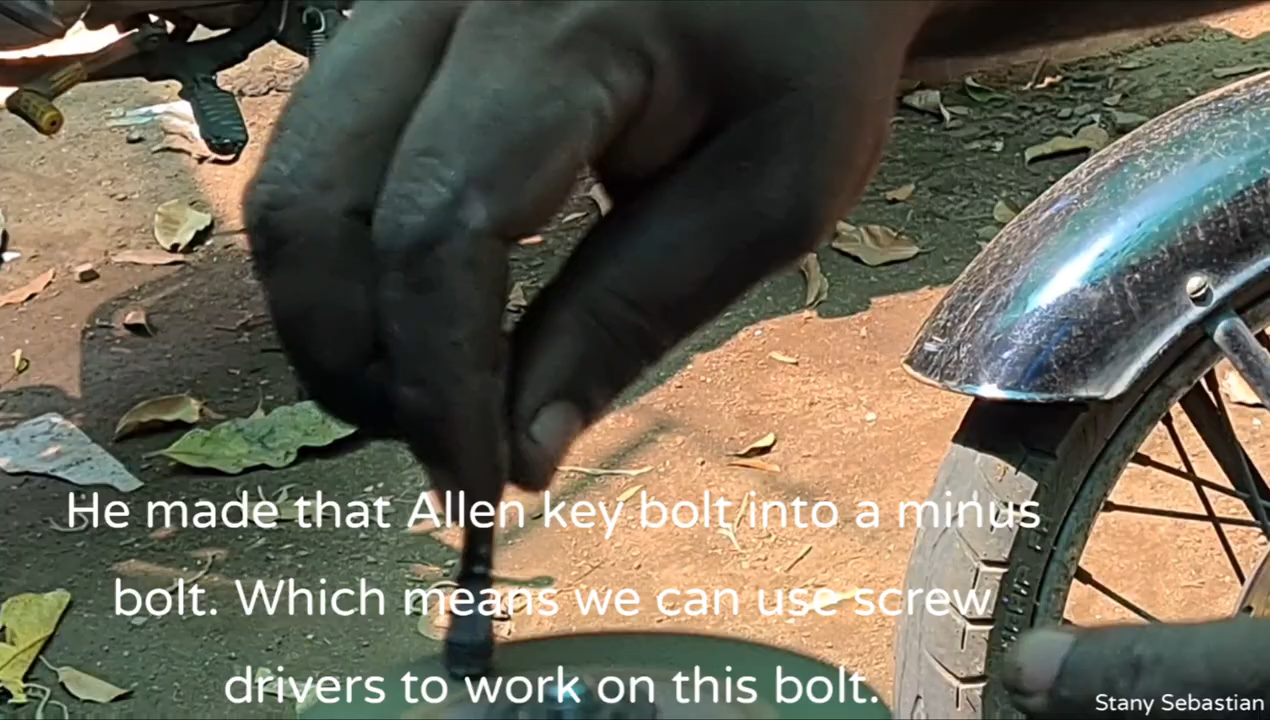 He made that Allen key bolt into a minus
bolt. Which means we can use screw
drivers to work on this bolt.
Stany Sebastian